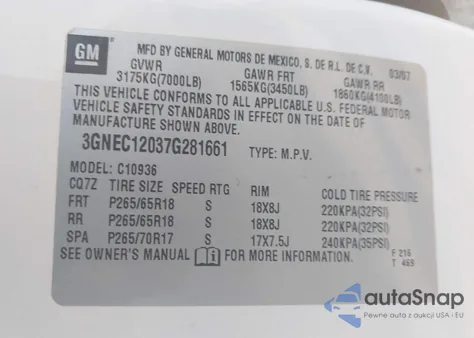 GM
MFD BY GENERAL MOTORS DE MEXICO, S. DE R.L. DE C.V. 03/07
GVWR GAWR FRT GAWR RR
3175KG(7000LB) 1565KG(3450LB) 1860KG(4100LB)
THIS VEHICLE CONFORMS TO ALL APPLICABLE U.S. FEDERAL MOTOR
VEHICLE SAFETY STANDARDS IN EFFECT ON THE DATE OF
MANUFACTURE SHOWN ABOVE.
3GNEC12037G281661 TYPE: M.P.V.
MODEL: C10936
CQ7Z TIRE SIZE SPEED RTG RIM COLD TIRE PRESSURE
FRT P265/65R18 S 18X8J 220KPA(32PSI)
RR P265/65R18 S 18X8J 220KPA(32PSI)
SPA P265/70R17 S 17X7.5J 240KPA(35PSI)
SEE OWNER'S MANUAL i FOR MORE INFORMATION.
F 216
T 469
autaSnap
Pewne auta z aukcji USA i EU